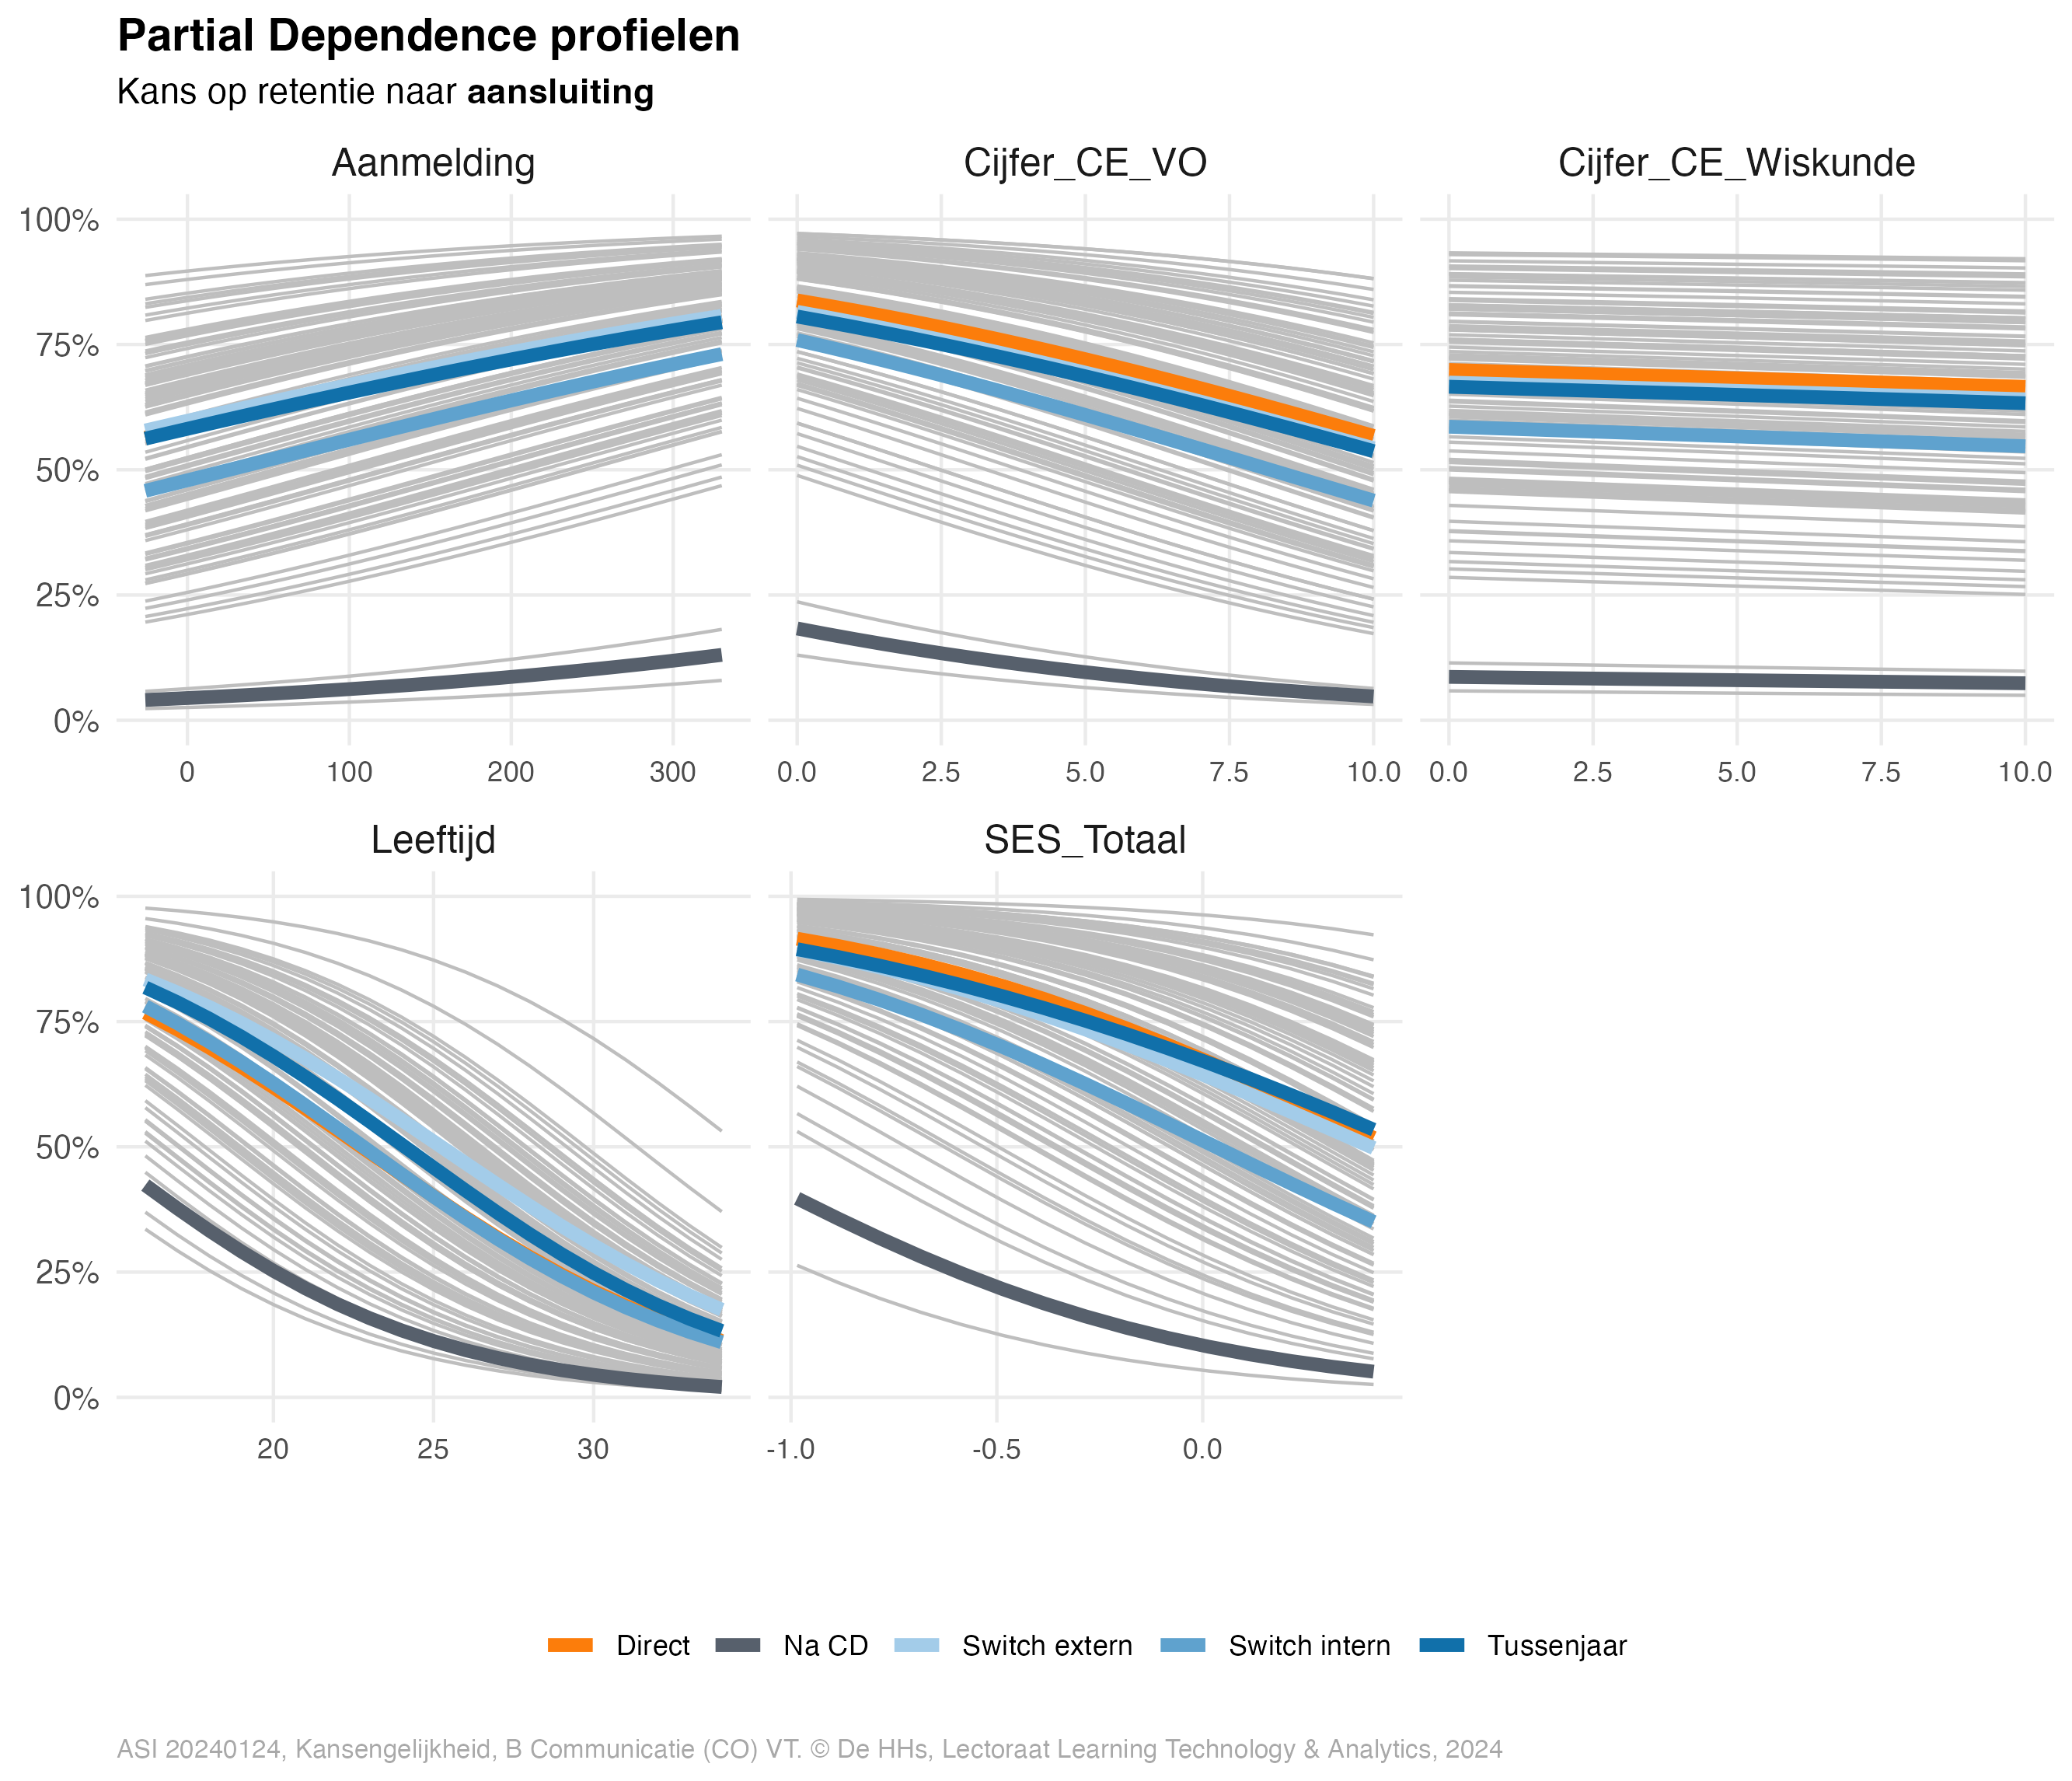 Partial Dependence profielen
Kans op retentie naar aansluiting
Aanmelding
Cijfer_CE_VO
Cijfer_CE_Wiskunde
100%
75%
50%
25%
0%
0 100 200 300
0.0 2.5 5.0 7.5 10.0
0.0 2.5 5.0 7.5 10.0
Leeftijd
SES_Totaal
100%
75%
50%
25%
0%
20 25 30
-1.0 -0.5 0.0
Direct Na CD Switch extern Switch intern Tussenjaar
ASI 20240124, Kansengelijkheid, B Communicatie (CO) VT. © De HHs, Lectoraat Learning Technology & Analytics, 2024